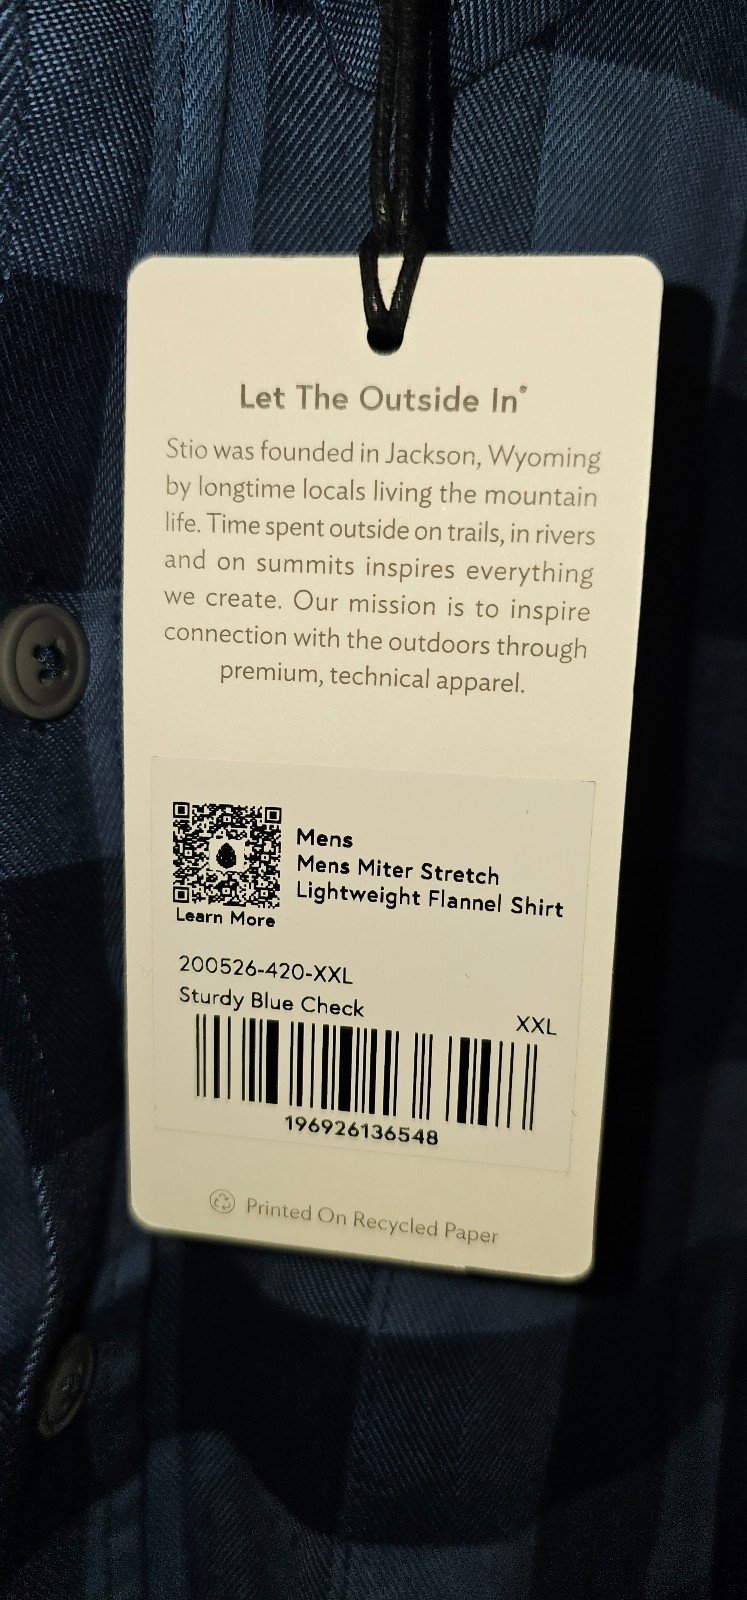 Let The Outside In®
Stio was founded in Jackson, Wyoming
by longtime locals living the mountain
life. Time spent outside on trails, in rivers
and on summits inspires everything
we create. Our mission is to inspire
connection with the outdoors through
premium, technical apparel.
Mens
Mens Miter Stretch
Lightweight Flannel Shirt
Learn More
200526-420-XXL
Sturdy Blue Check
XXL
196926136548
Printed On Recycled Paper